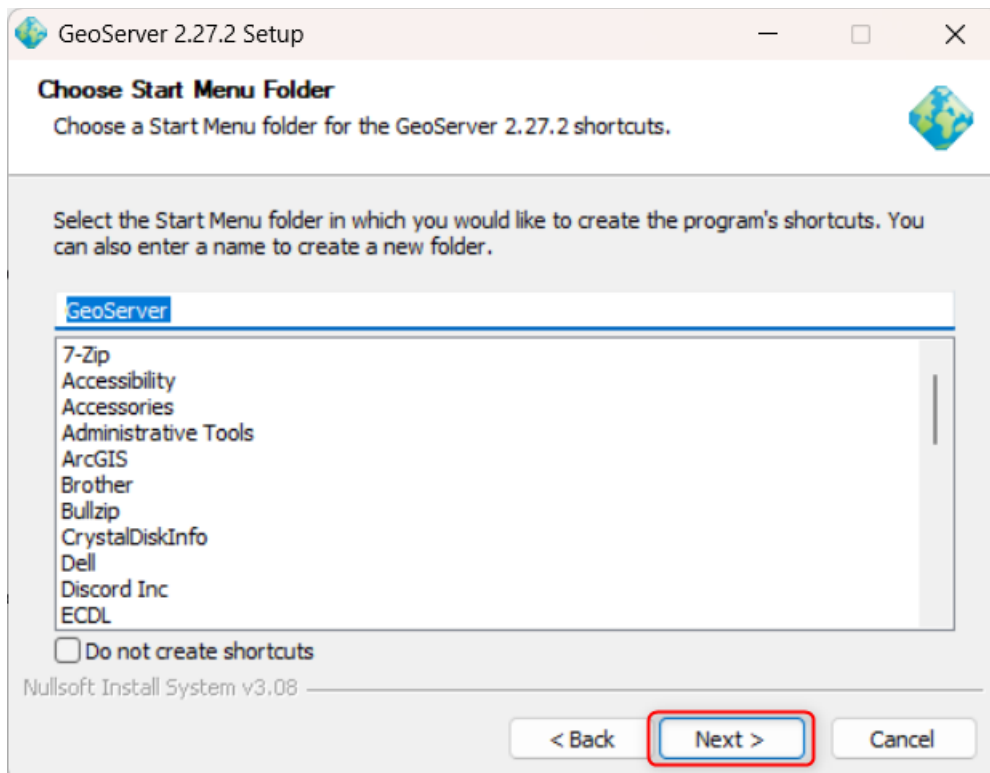 GeoServer 2.27.2 Setup
Choose Start Menu Folder
Choose a Start Menu folder for the GeoServer 2.27.2 shortcuts.
Select the Start Menu folder in which you would like to create the program's shortcuts. You
can also enter a name to create a new folder.
GeoServer
7-Zip
Accessibility
Accessories
Administrative Tools
ArcGIS
Brother
Bullzip
CrystalDiskInfo
Dell
Discord Inc
ECDL
Do not create shortcuts
Nullsoft Install System v3.08
< Back Next > Cancel